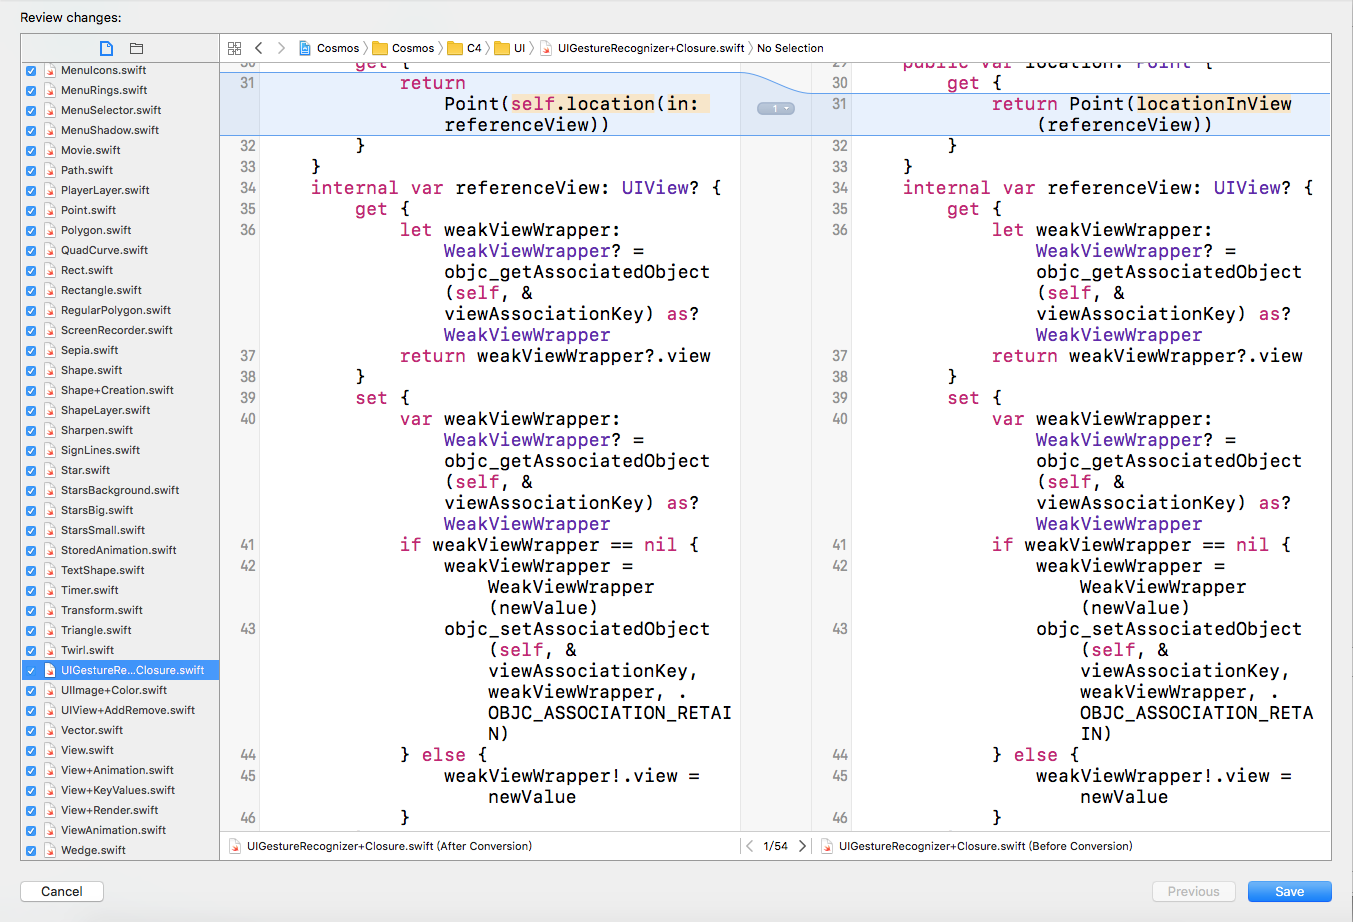 Review changes:
Cosmos
Cosmos
C4
UI
UIGestureRecognizer+Closure.swift
No Selection
MenuIcons.swift
MenuRings.swift
MenuSelector.swift
MenuShadow.swift
Movie.swift
Path.swift
PlayerLayer.swift
Point.swift
Polygon.swift
QuadCurve.swift
Rect.swift
Rectangle.swift
RegularPolygon.swift
ScreenRecorder.swift
Sepia.swift
Shape.swift
Shape+Creation.swift
ShapeLayer.swift
Sharpen.swift
SignLines.swift
Star.swift
StarsBackground.swift
StarsBig.swift
StarsSmall.swift
StoredAnimation.swift
TextShape.swift
Timer.swift
Transform.swift
Triangle.swift
Twirl.swift
UIGestureRe...Closure.swift
UIImage+Color.swift
UIView+AddRemove.swift
Vector.swift
View.swift
View+Animation.swift
View+KeyValues.swift
View+Render.swift
ViewAnimation.swift
Wedge.swift
30 get {
31 return
Point(self.location(in:
referenceView))
32 }
33 }
34 internal var referenceView: UIView? {
35 get {
36 let weakViewWrapper:
WeakViewWrapper? =
objc_getAssociatedObject
(self, &
viewAssociationKey) as?
WeakViewWrapper
37 return weakViewWrapper?.view
38 }
39 set {
40 var weakViewWrapper:
WeakViewWrapper? =
objc_getAssociatedObject
(self, &
viewAssociationKey) as?
WeakViewWrapper
41 if weakViewWrapper == nil {
42 weakViewWrapper =
WeakViewWrapper
(newValue)
43 objc_setAssociatedObject
(self, &
viewAssociationKey,
weakViewWrapper, .
OBJC_ASSOCIATION_RETAI
N)
44 } else {
45 weakViewWrapper!.view =
newValue
46 }
1
29 public var location: Point {
30 get {
31 return Point(locationInView
(referenceView))
32 }
33 }
34 internal var referenceView: UIView? {
35 get {
36 let weakViewWrapper:
WeakViewWrapper? =
objc_getAssociatedObject
(self, &
viewAssociationKey) as?
WeakViewWrapper
37 return weakViewWrapper?.view
38 }
39 set {
40 var weakViewWrapper:
WeakViewWrapper? =
objc_getAssociatedObject
(self, &
viewAssociationKey) as?
WeakViewWrapper
41 if weakViewWrapper == nil {
42 weakViewWrapper =
WeakViewWrapper
(newValue)
43 objc_setAssociatedObject
(self, &
viewAssociationKey,
weakViewWrapper, .
OBJC_ASSOCIATION_RETA
IN)
44 } else {
45 weakViewWrapper!.view =
newValue
46 }
UIGestureRecognizer+Closure.swift (After Conversion)
1/54
UIGestureRecognizer+Closure.swift (Before Conversion)
Cancel
Previous
Save